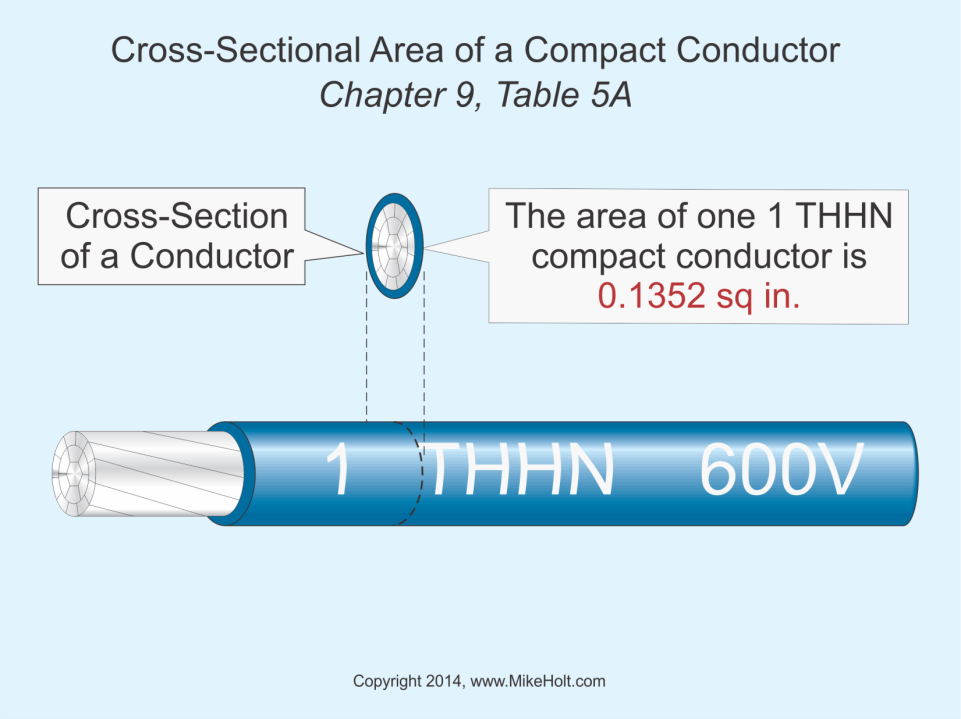 Cross-Sectional Area of a Compact Conductor
Chapter 9, Table 5A
Cross-Section
of a Conductor
The area of one 1 THHN
compact conductor is
0.1352 sq in.
1 THHN 600V
Copyright 2014, www.MikeHolt.com